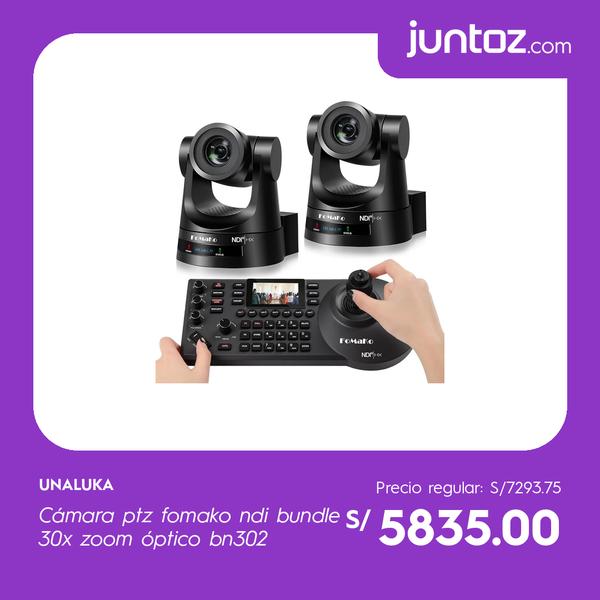 juntoz.com
FoMaKo NDI HX
FoMaKo NDI HX
FoMaKo
NDI HX
UNALUKA
Precio regular: S/7293.75
Cámara ptz fomako ndi bundle
30x zoom óptico bn302
S/ 5835.00